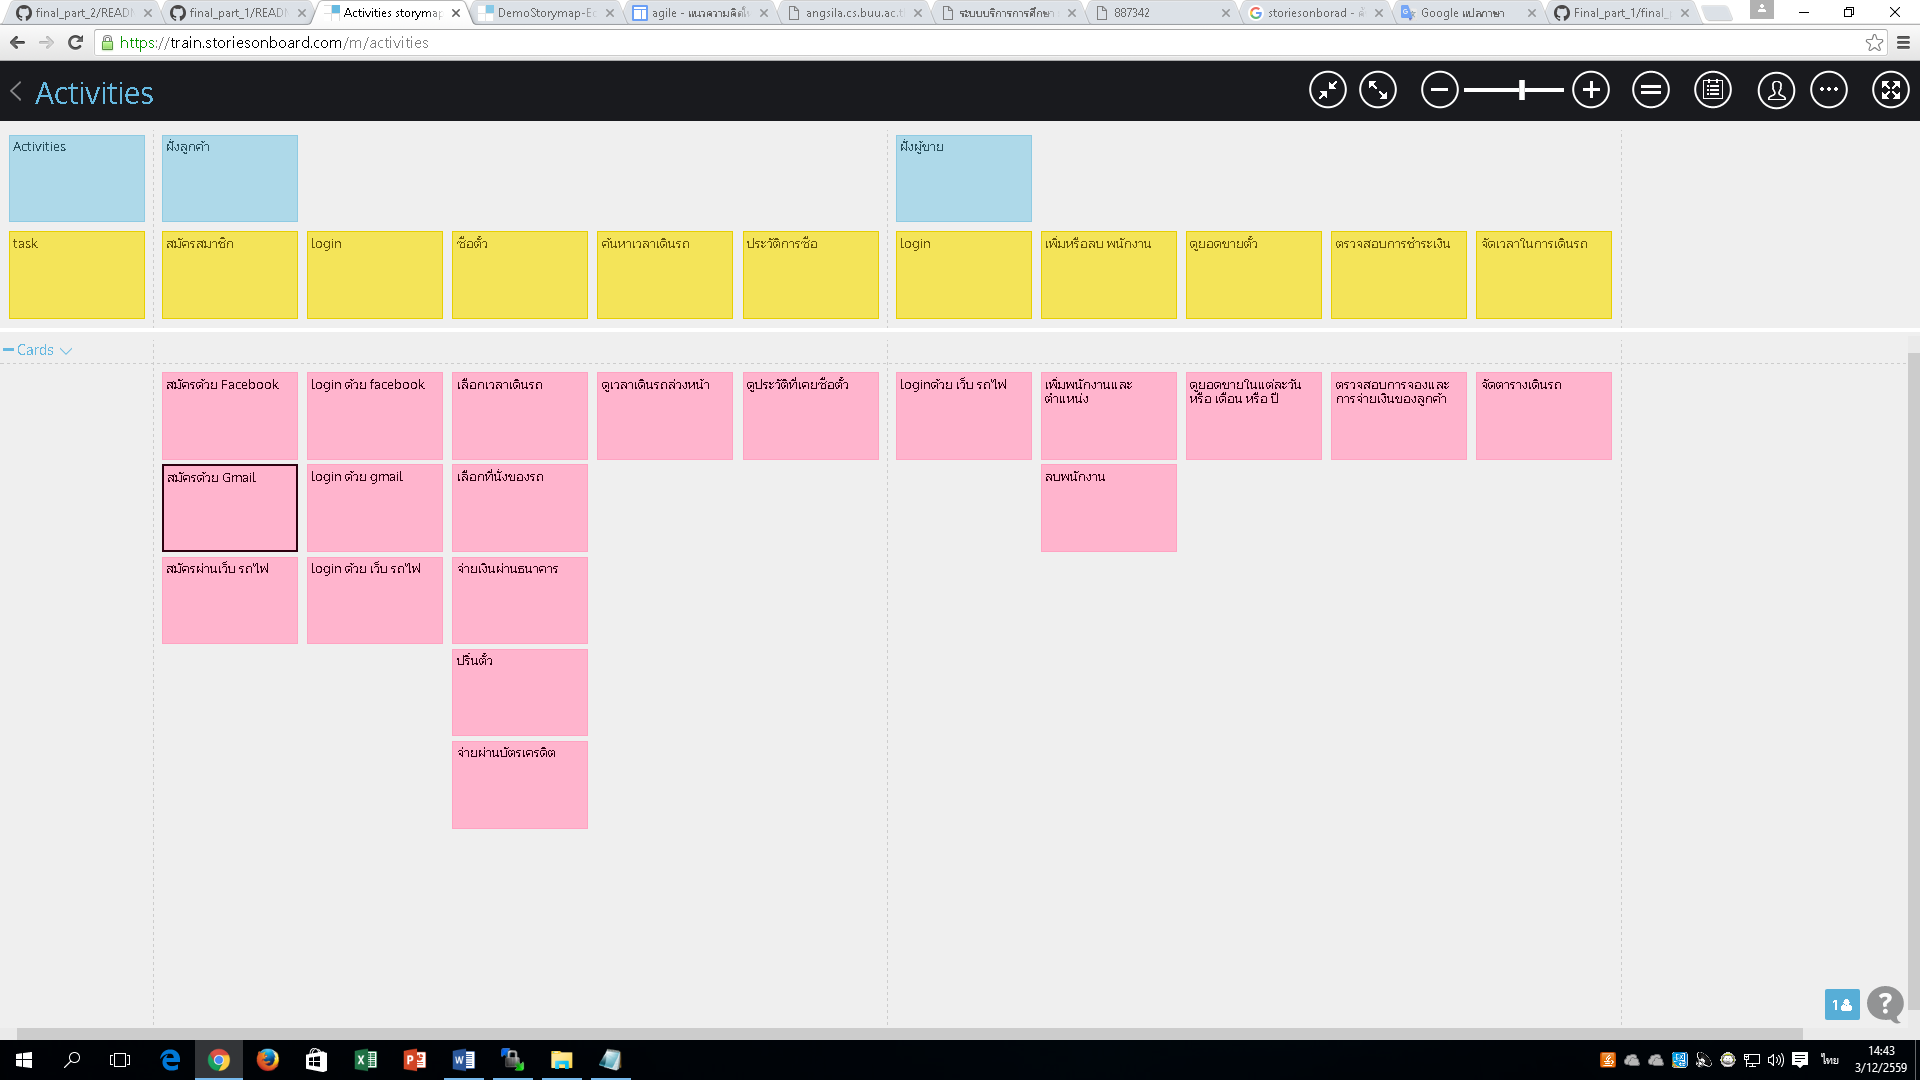 final_part_2/READ
final_part_1/READ
Activities storymap
DemoStorymap-Ed
agile - แนวความคิดใ
angsila.cs.buu.ac.t
ระบบบริการการศึกษา
887342
storiesonborad - ค้
Google แปลภาษา
Final_part_1/final_
https://train.storiesonboard.com/m/activities
Activities
Activities
ฝั่งลูกค้า
ฝั่งผู้ขาย
task
สมัครสมาชิก
login
ซื้อตั๋ว
ค้นหาเวลาเดินรถ
ประวัติการซื้อ
login
เพิ่มหรือลบ พนักงาน
ดูยอดขายตั๋ว
ตรวจสอบการชำระเงิน
จัดเวลาในการเดินรถ
Cards
สมัครด้วย Facebook
login ด้วย facebook
เลือกเวลาเดินรถ
ดูเวลาเดินรถล่วงหน้า
ดูประวัติที่เคยซื้อตั๋ว
loginด้วย เว็บ รถไฟ
เพิ่มพนักงานและ
ตำแหน่ง
ดูยอดขายในแต่ละวัน
หรือ เดือน หรือ ปี
ตรวจสอบการจองและ
การจ่ายเงินของลูกค้า
จัดตารางเดินรถ
สมัครด้วย Gmail
login ด้วย gmail
เลือกที่นั่งของรถ
ลบพนักงาน
สมัครผ่านเว็บ รถไฟ
login ด้วย เว็บ รถไฟ
จ่ายเงินผ่านธนาคาร
ปริ้นตั๋ว
จ่ายผ่านบัตรเครดิต
1
ไทย
14:43
3/12/2559